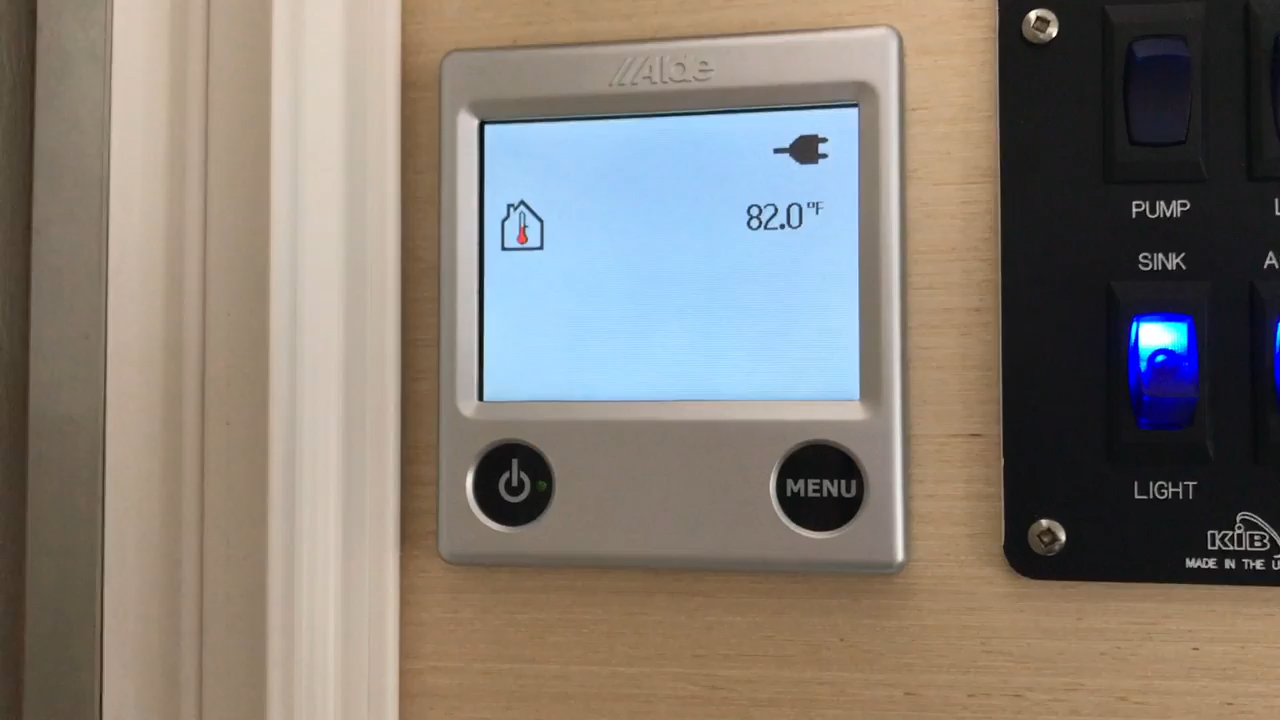 //Alde
82.0°F
MENU
PUMP
SINK
LIGHT
KIB
MADE IN THE